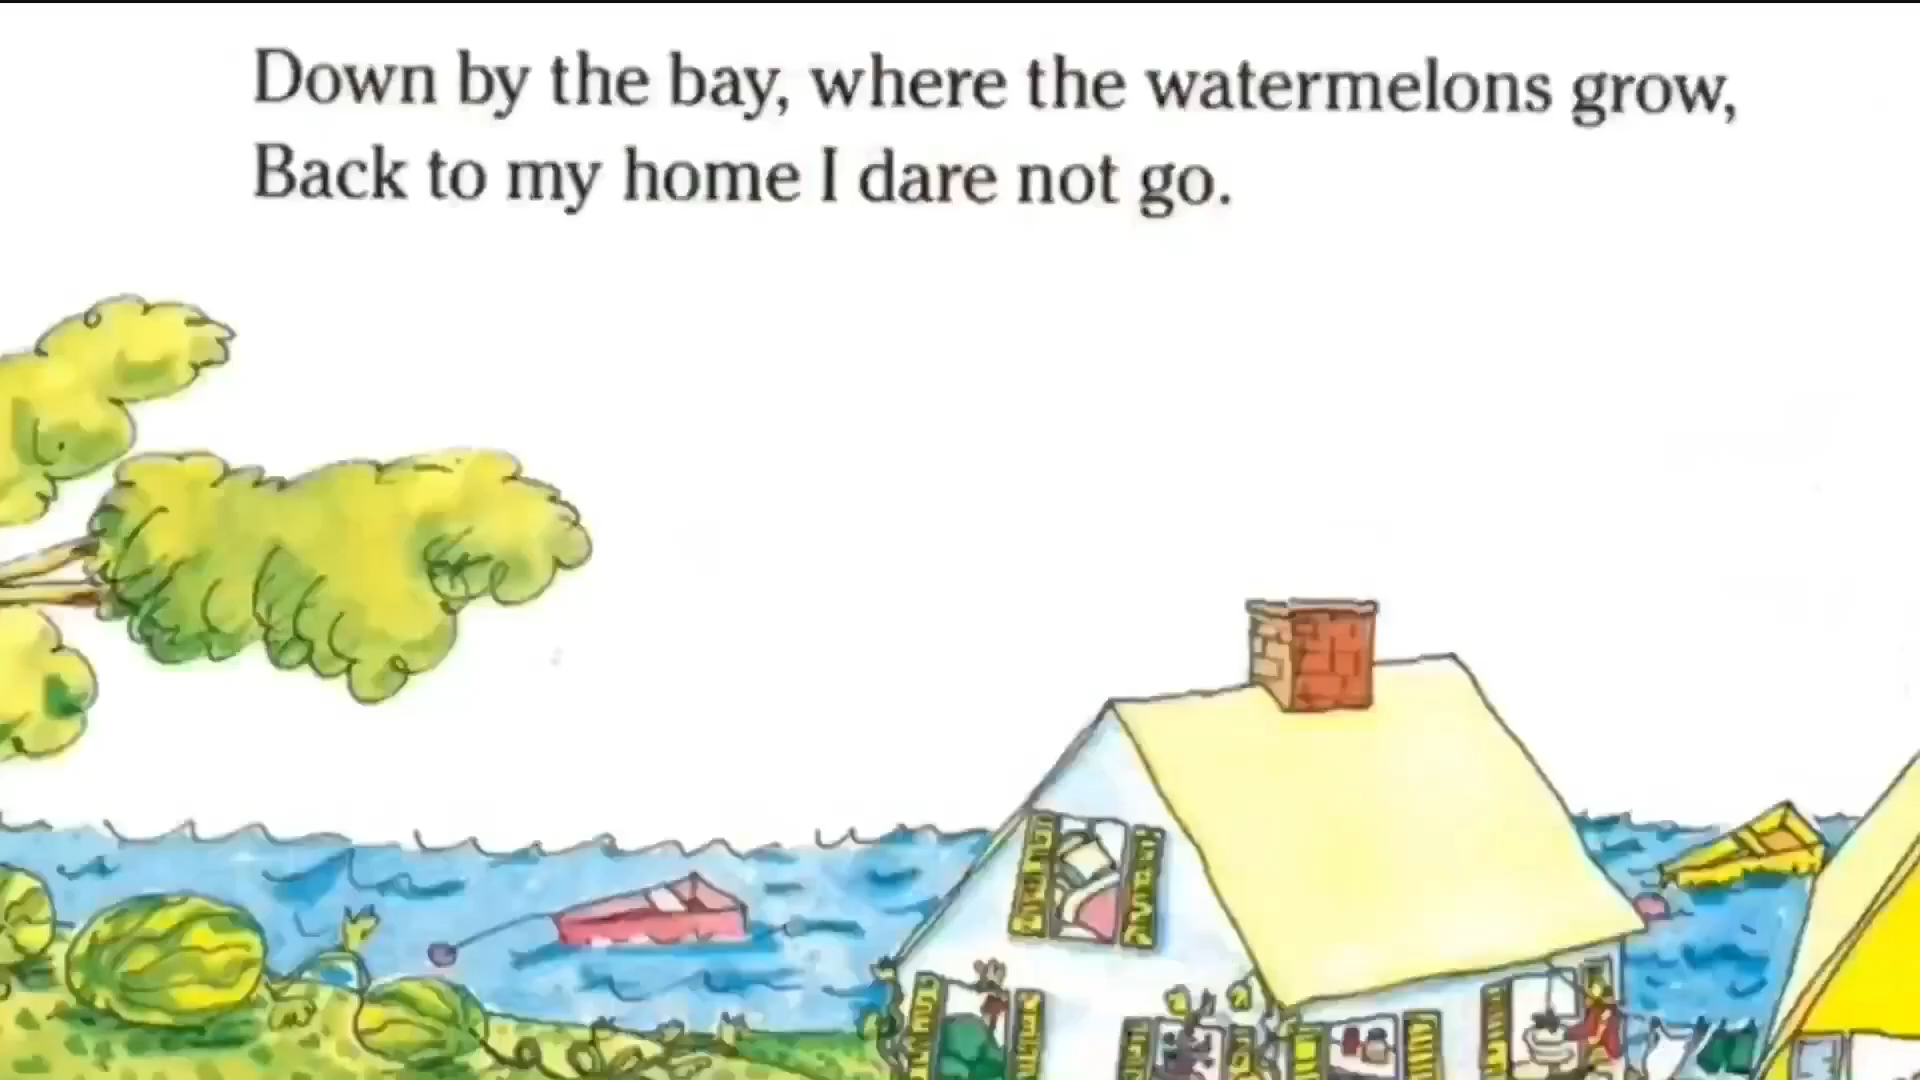 Down by the bay, where the watermelons grow,
Back to my home I dare not go.